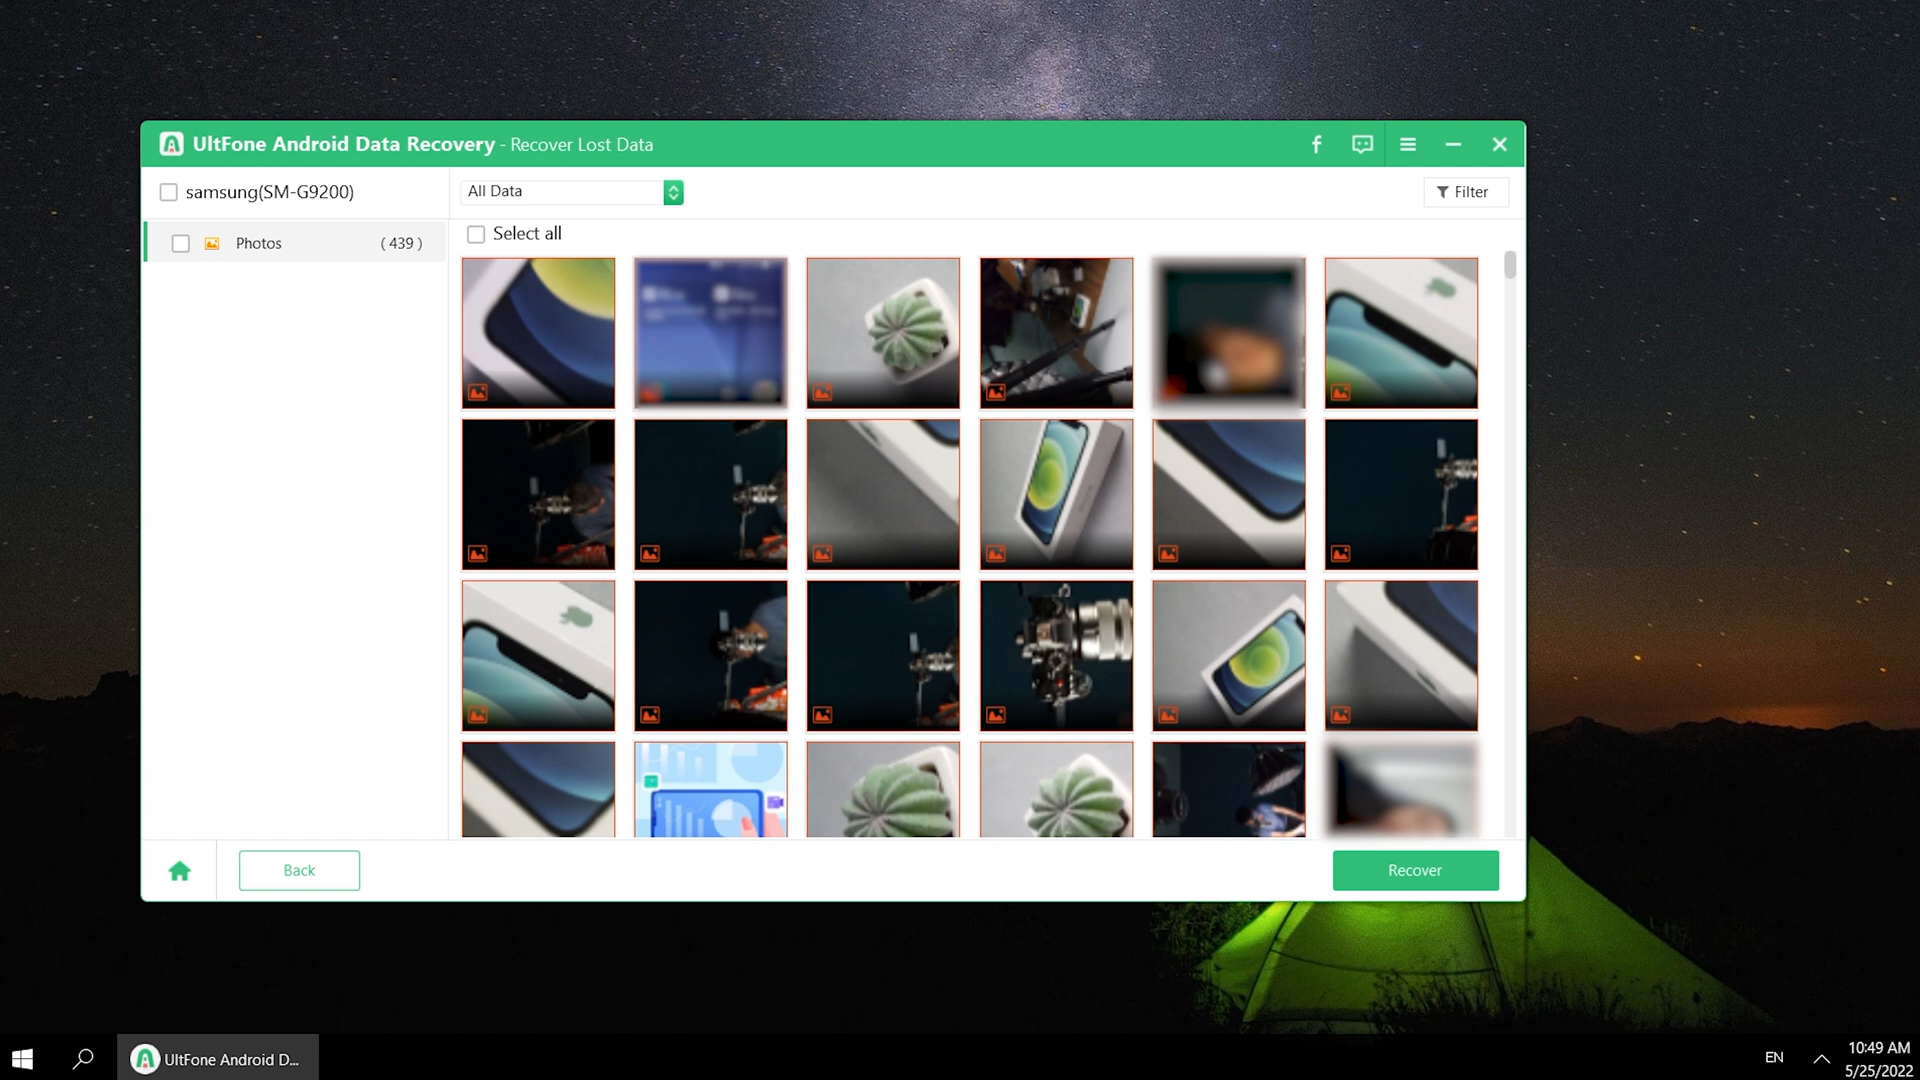 UltFone Android Data Recovery - Recover Lost Data
samsung(SM-G9200)
All Data
Filter
Photos
( 439 )
Select all
Back
Recover
UltFone Android D...
EN
10:49 AM
5/25/2022